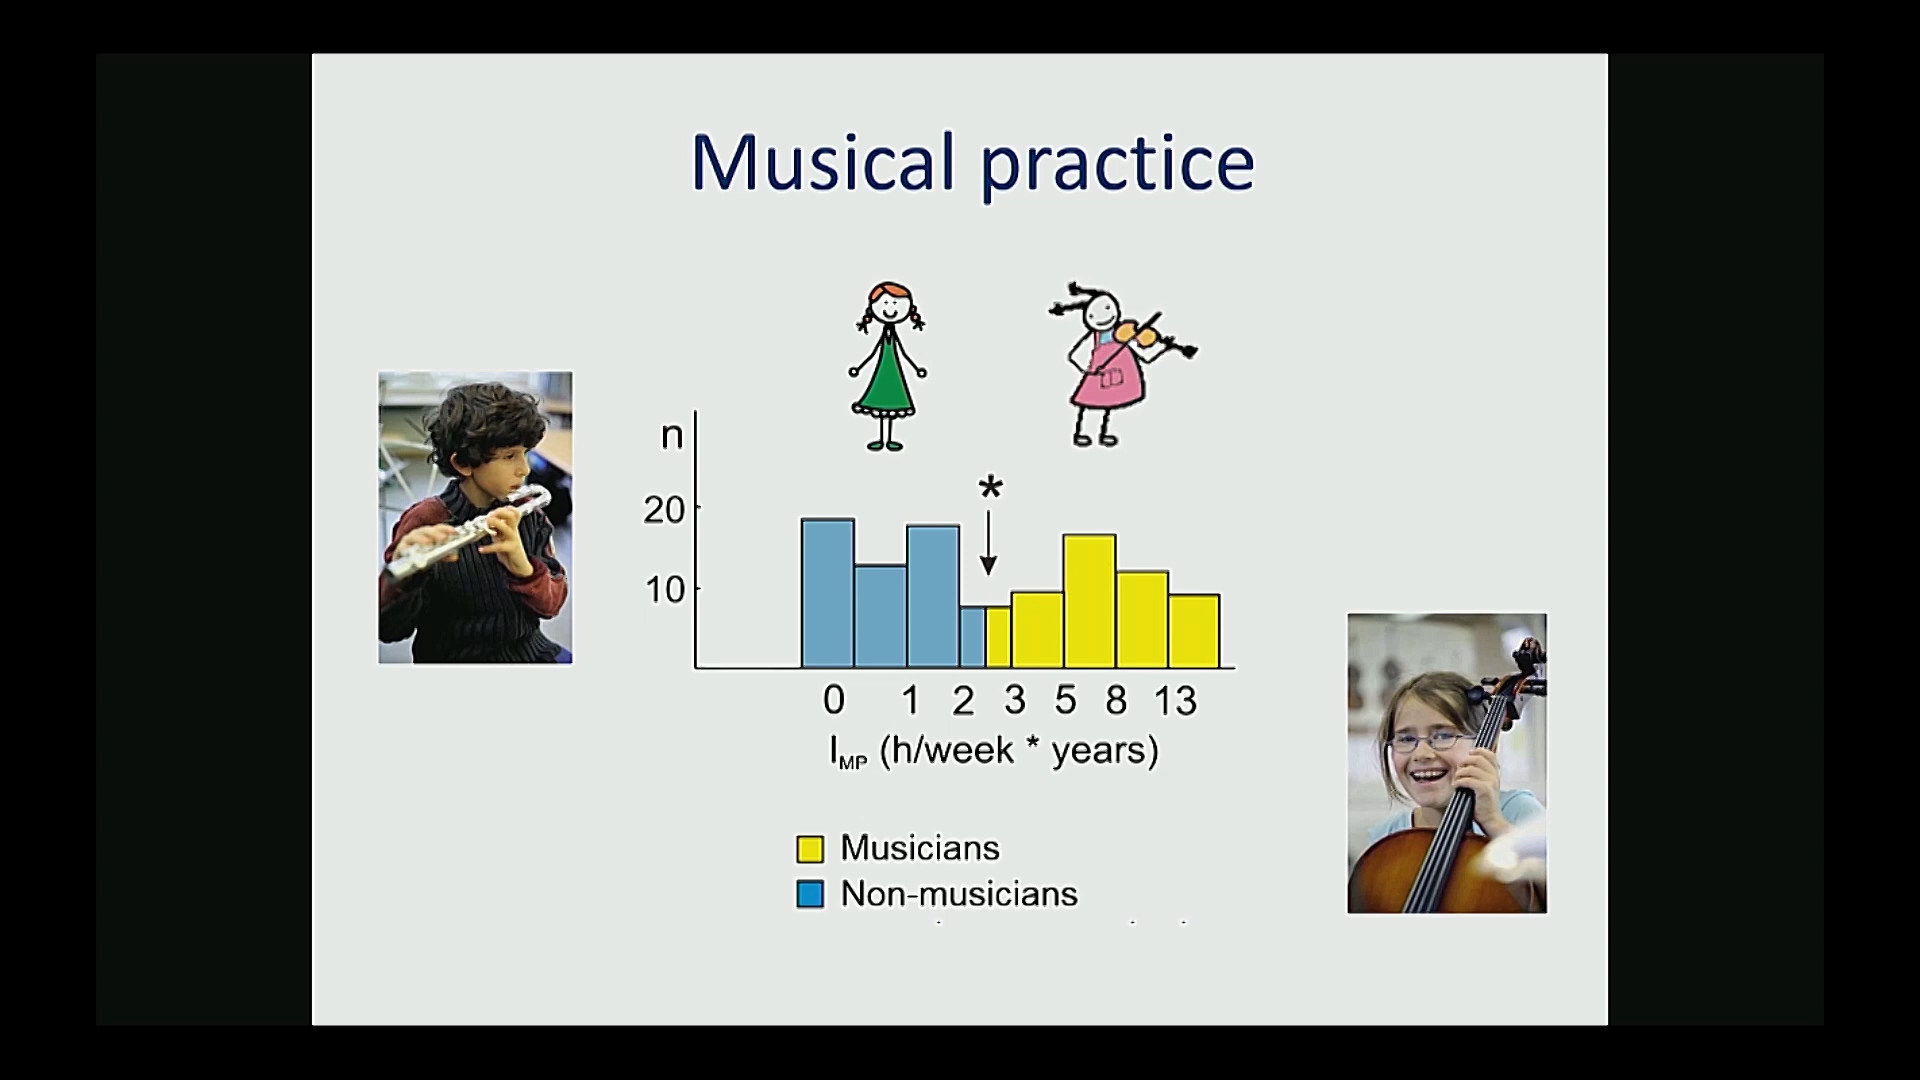 Musical practice
n
*
20
10
0 1 2 3 5 8 13
IMP (h/week * years)
Musicians
Non-musicians